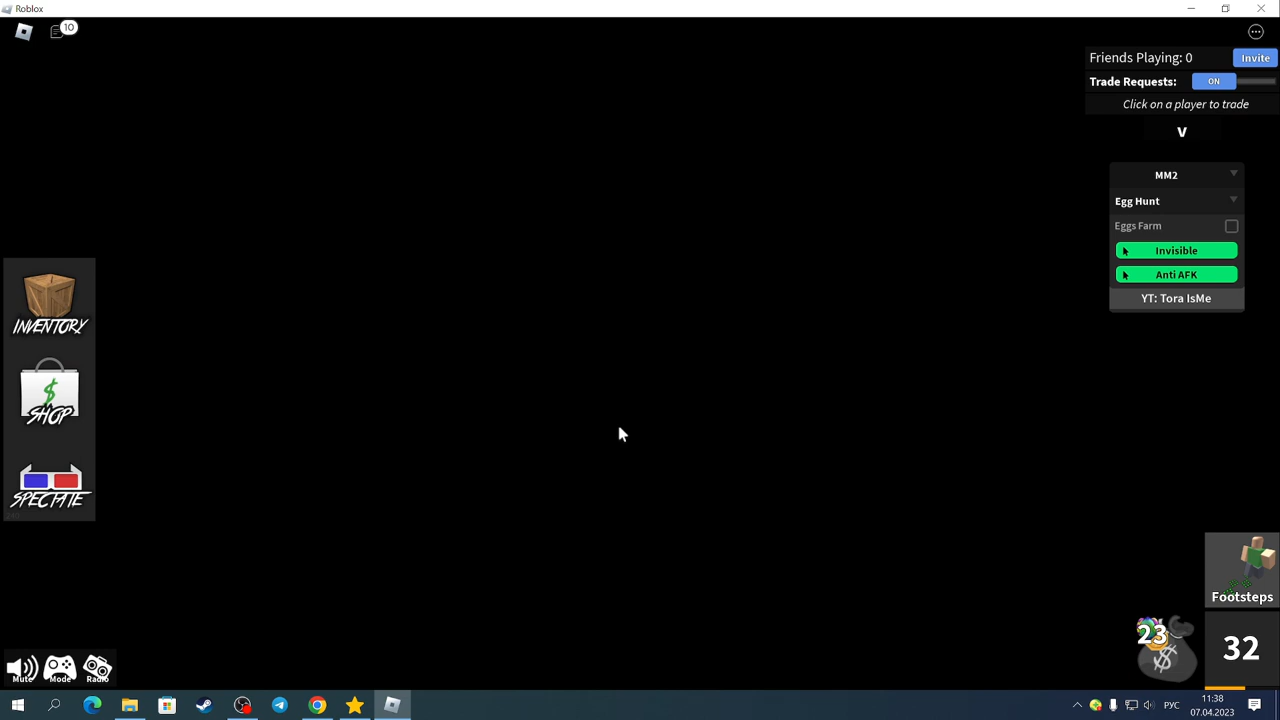 Roblox
10
Friends Playing: 0
Invite
Trade Requests:
ON
Click on a player to trade
v
MM2
Egg Hunt
Eggs Farm
Invisible
Anti AFK
YT: Tora IsMe
INVENTORY
$
SHOP
SPECTATE
Footsteps
23
$
32
Mute
Mode
Radio
РУС
11:38
07.04.2023